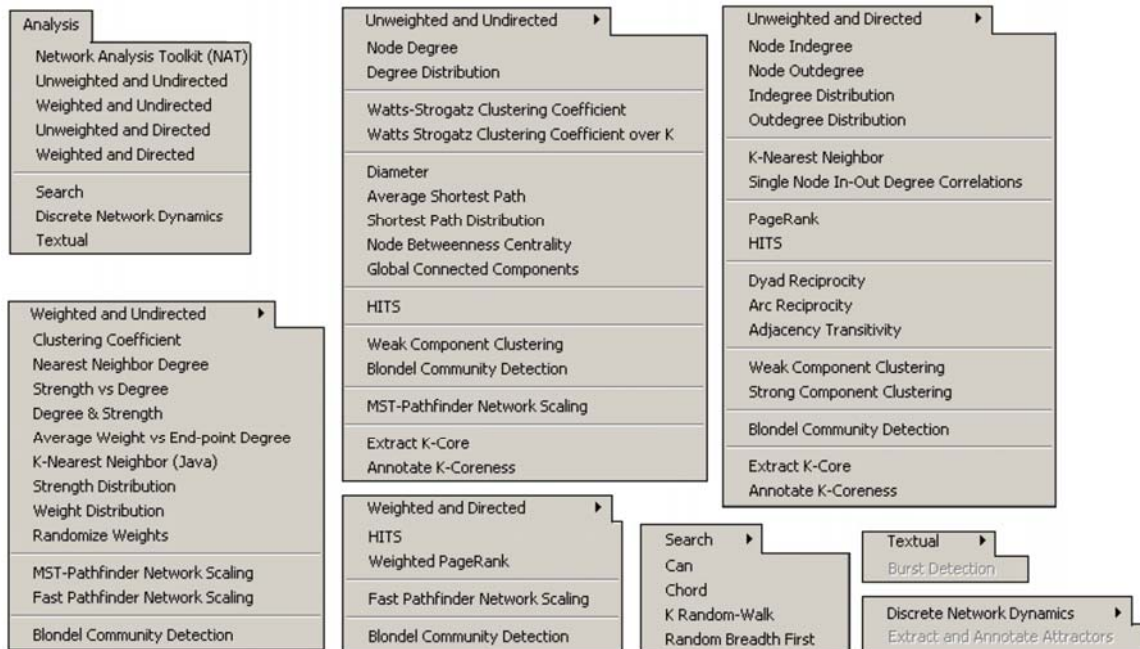 Analysis
Network Analysis Toolkit (NAT)
Unweighted and Undirected
Weighted and Undirected
Unweighted and Directed
Weighted and Directed
Search
Discrete Network Dynamics
Textual
Unweighted and Undirected
Node Degree
Degree Distribution
Watts-Strogatz Clustering Coefficient
Watts Strogatz Clustering Coefficient over K
Diameter
Average Shortest Path
Shortest Path Distribution
Node Betweenness Centrality
Global Connected Components
HITS
Weak Component Clustering
Blondel Community Detection
MST-Pathfinder Network Scaling
Extract K-Core
Annotate K-Coreness
Unweighted and Directed
Node Indegree
Node Outdegree
Indegree Distribution
Outdegree Distribution
K-Nearest Neighbor
Single Node In-Out Degree Correlations
PageRank
HITS
Dyad Reciprocity
Arc Reciprocity
Adjacency Transitivity
Weak Component Clustering
Strong Component Clustering
Blondel Community Detection
Extract K-Core
Annotate K-Coreness
Weighted and Undirected
Clustering Coefficient
Nearest Neighbor Degree
Strength vs Degree
Degree & Strength
Average Weight vs End-point Degree
K-Nearest Neighbor (Java)
Strength Distribution
Weight Distribution
Randomize Weights
MST-Pathfinder Network Scaling
Fast Pathfinder Network Scaling
Blondel Community Detection
Weighted and Directed
HITS
Weighted PageRank
Fast Pathfinder Network Scaling
Blondel Community Detection
Search
Can
Chord
K Random-Walk
Random Breadth First
Textual
Burst Detection
Discrete Network Dynamics
Extract and Annotate Attractors